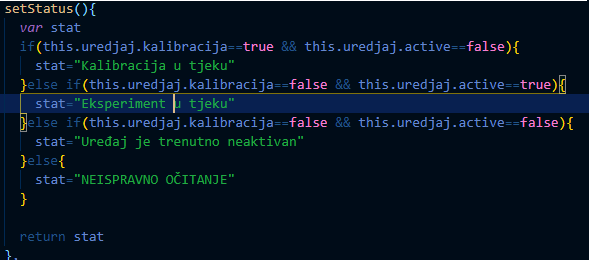 setStatus(){
var stat
if(this.uredjaj.kalibracija==true && this.uredjaj.active==false){
stat="Kalibracija u tjeku"
}else if(this.uredjaj.kalibracija==false && this.uredjaj.active==true){
stat="Eksperiment u tjeku"
}else if(this.uredjaj.kalibracija==false && this.uredjaj.active==false){
stat="Uređaj je trenutno neaktivan"
}else{
stat="NEISPRAVNO OČITANJE"
}
return stat
},